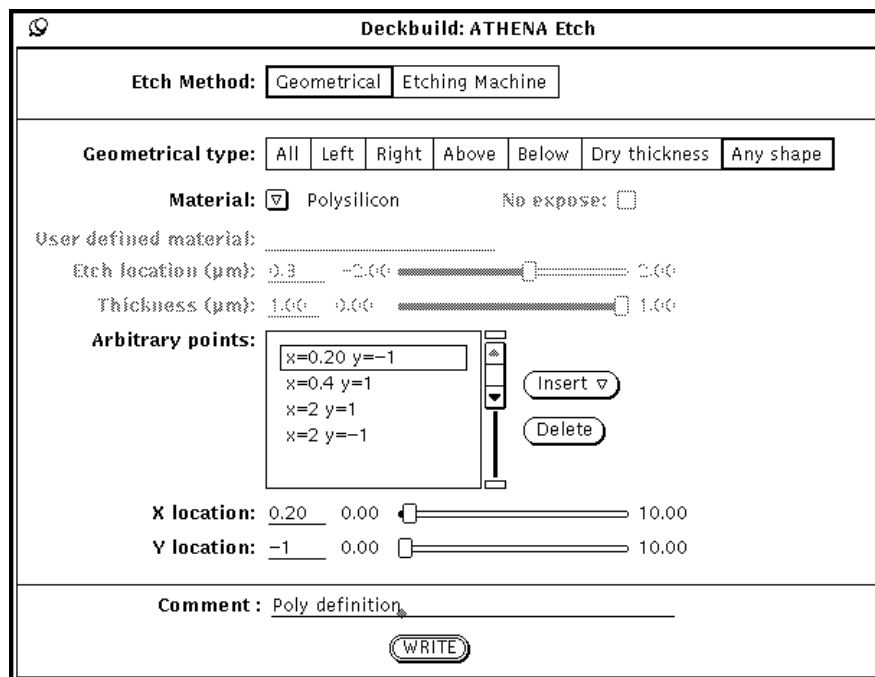 Deckbuild: ATHENA Etch
Etch Method: Geometrical Etching Machine
Geometrical type: All Left Right Above Below Dry thickness Any shape
Material: Polysilicon No expose:
User defined material:
Etch location (µm): 0.3 -2.00 2.00
Thickness (µm): 1.00 0.00 1.00
Arbitrary points:
x=0.20 y=-1
x=0.4 y=1
x=2 y=1
x=2 y=-1
Insert
Delete
X location: 0.20 0.00 10.00
Y location: -1 0.00 10.00
Comment : Poly definition
WRITE